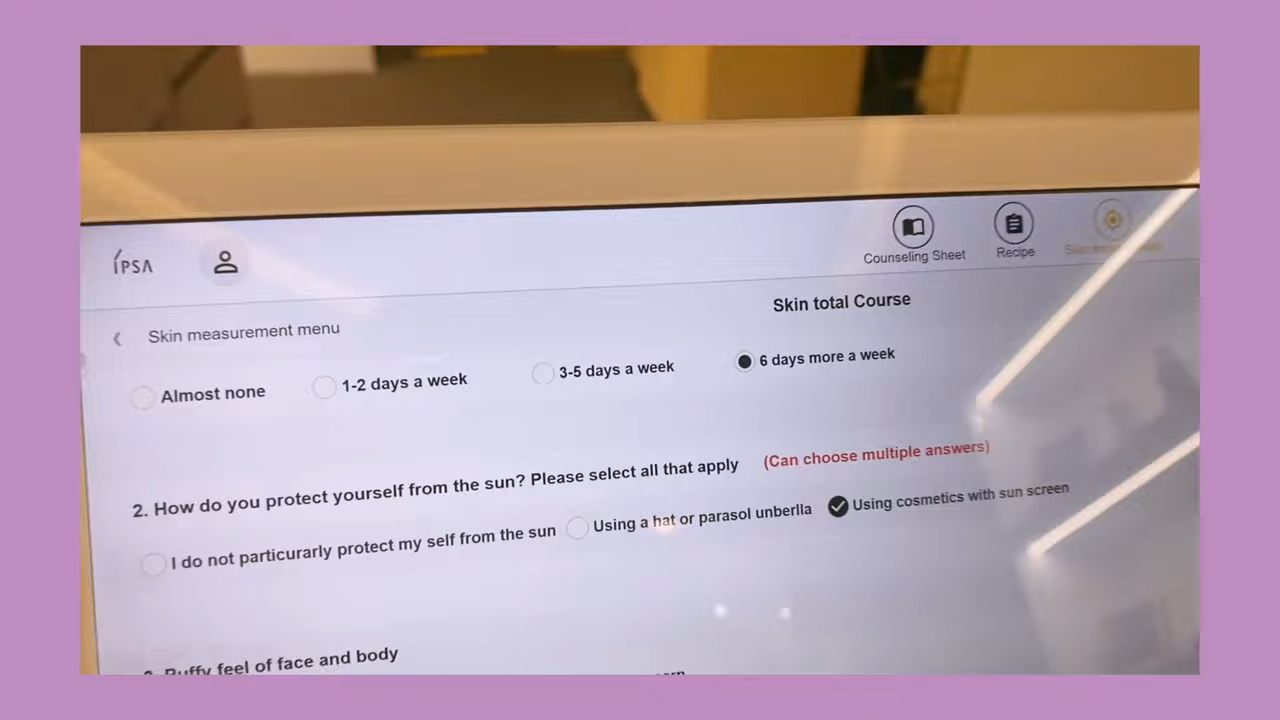 IPSA
Counseling Sheet
Recipe
Skin measurement menu
Skin total Course
Almost none
1-2 days a week
3-5 days a week
6 days more a week
2. How do you protect yourself from the sun? Please select all that apply (Can choose multiple answers)
I do not particurarly protect my self from the sun
Using a hat or parasol unberlla
Using cosmetics with sun screen
Puffy feel of face and body